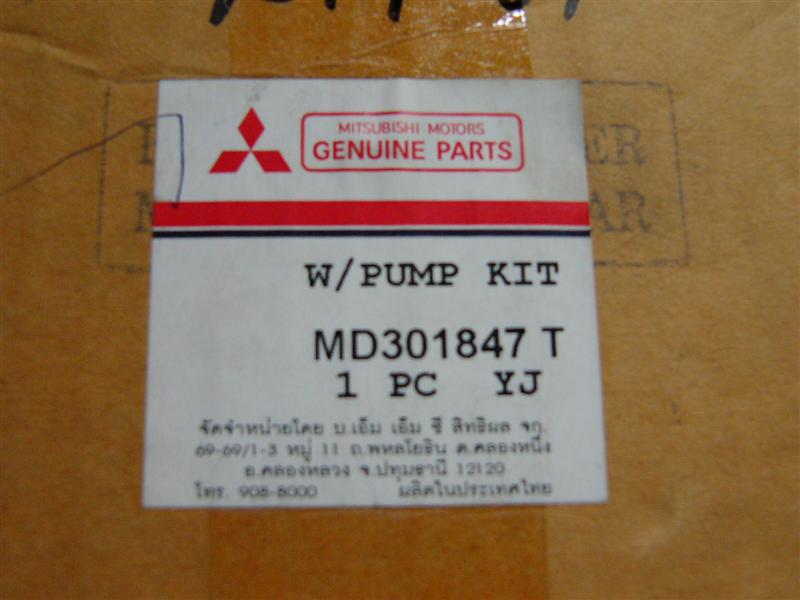 MITSUBISHI MOTORS
GENUINE PARTS
W/PUMP KIT
MD301847 T
1 PC YJ
จัดจำหน่ายโดย บ.เอ็ม เอ็ม ซี สิทธิผล จก.
69-69/1-3 หมู่ 11 ถ.พหลโยธิน ต.คลองหนึ่ง
อ.คลองหลวง จ.ปทุมธานี 12120
โทร. 908-8000 ผลิตในประเทศไทย